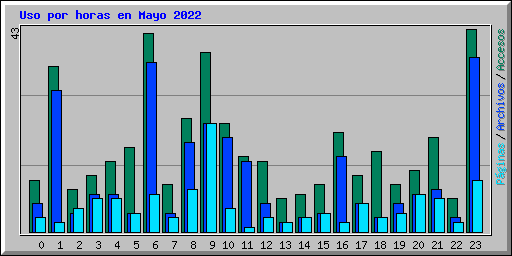 Uso por horas en Mayo 2022
43
Páginas / Archivos / Accesos
0 1 2 3 4 5 6 7 8 9 10 11 12 13 14 15 16 17 18 19 20 21 22 23